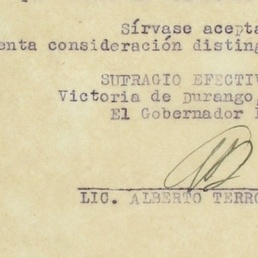 Sírvase acepta
enta consideración disting
SUFRAGIO EFECTIV
Victoria de Durango,
El Gobernador
LIC. ALBERTO TERRO